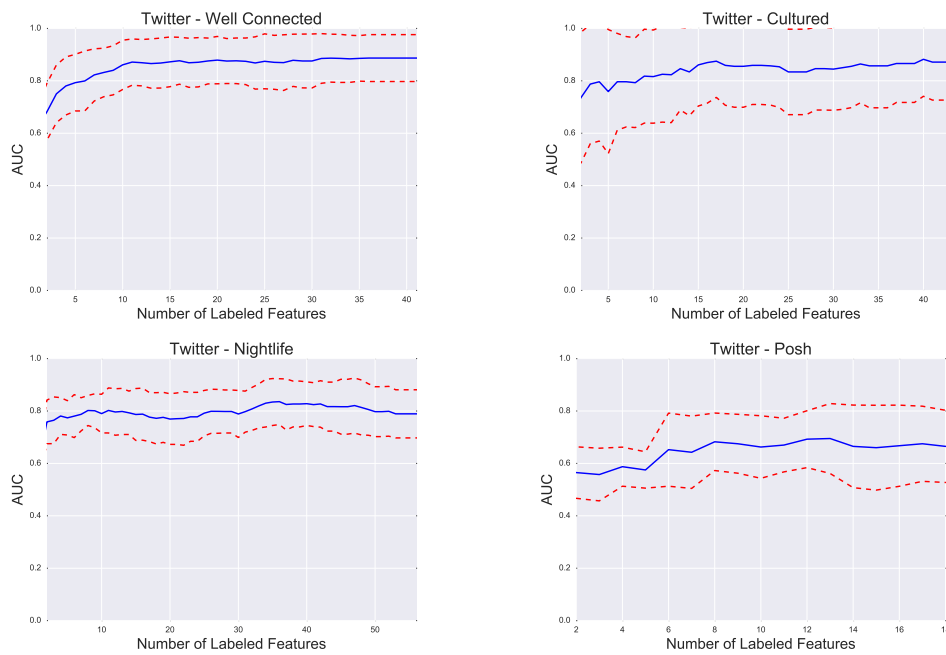 Twitter - Well Connected
1.0
0.8
0.6
0.4
0.2
0.0
AUC
5 10 15 20 25 30 35 40
Number of Labeled Features
Twitter - Cultured
1.0
0.8
0.6
0.4
0.2
0.0
AUC
5 10 15 20 25 30 35 40
Number of Labeled Features
Twitter - Nightlife
1.0
0.8
0.6
0.4
0.2
0.0
AUC
10 20 30 40 50
Number of Labeled Features
Twitter - Posh
1.0
0.8
0.6
0.4
0.2
0.0
AUC
2 4 6 8 10 12 14 16
Number of Labeled Features